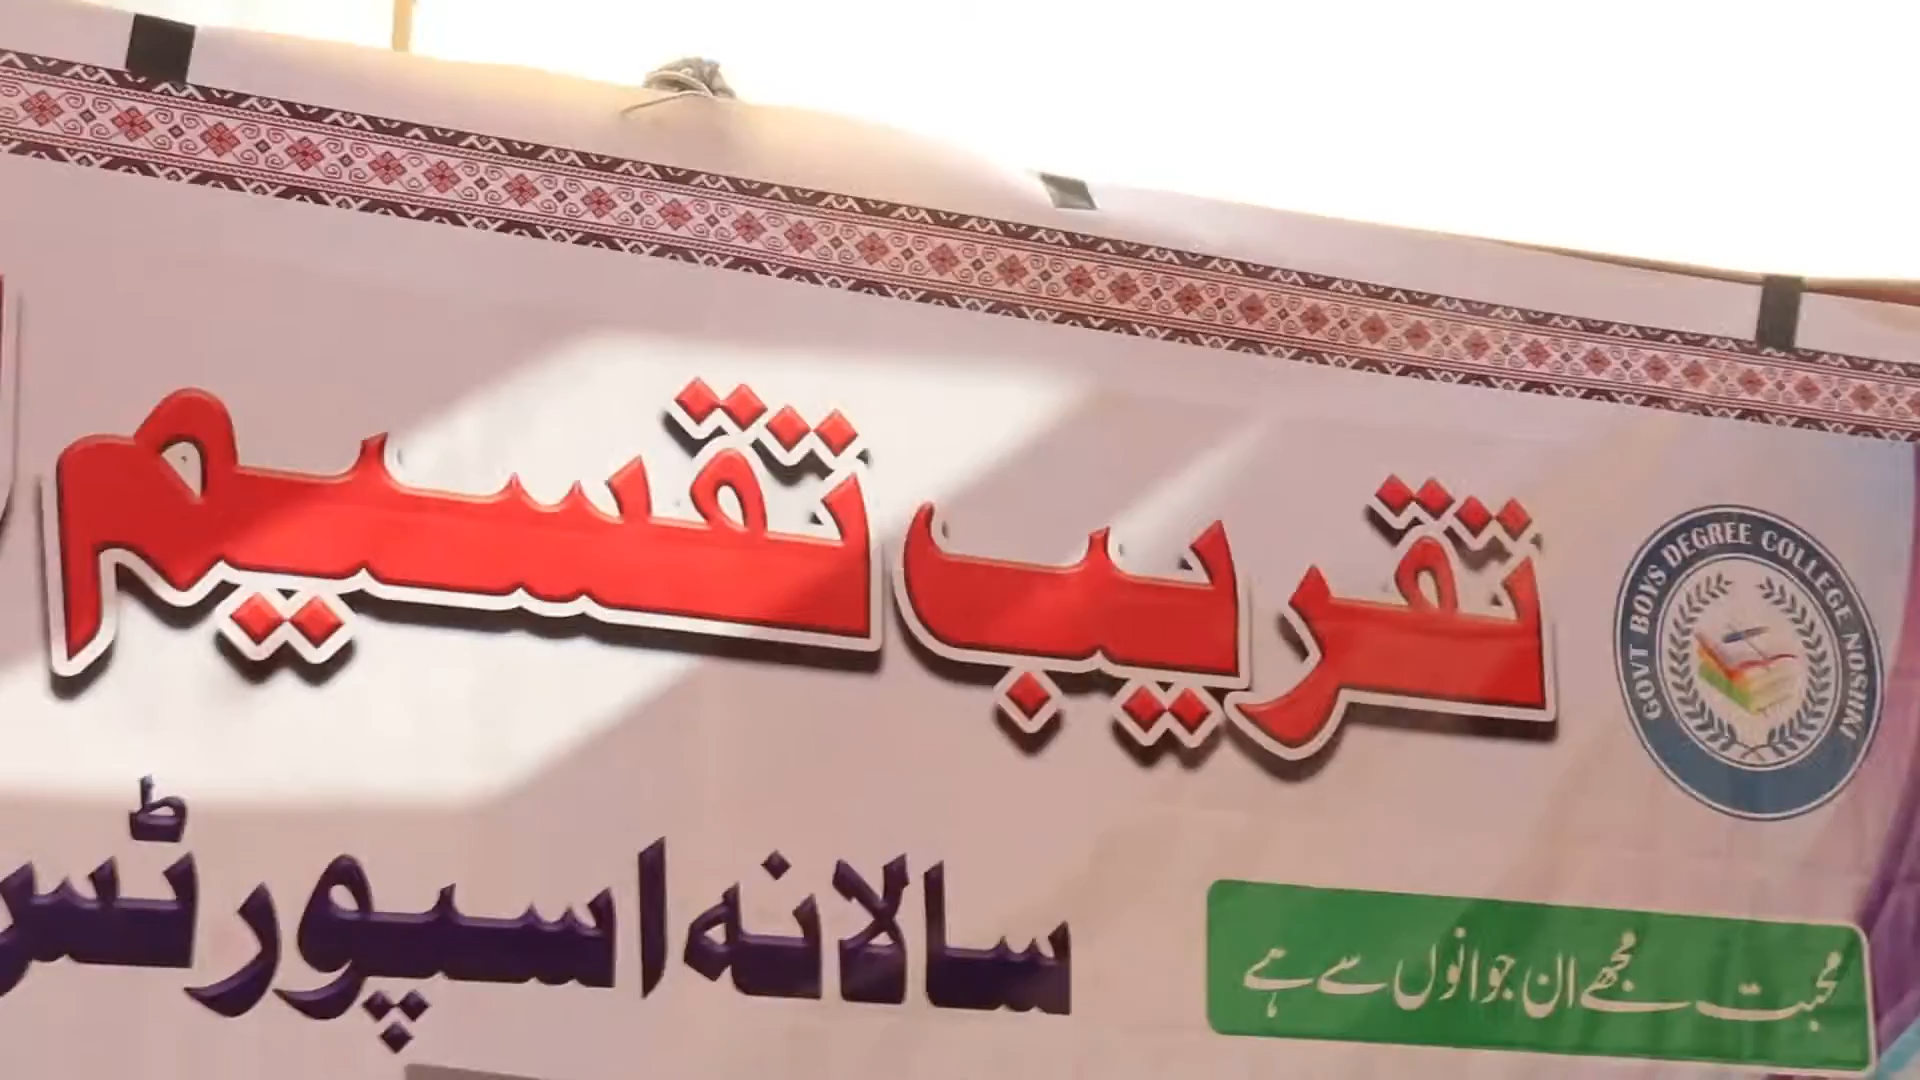 تقریب تقسیم
GOVT BOYS DEGREE COLLEGE NOSHKI
سالانہ اسپورٹس
محبت مجھے ان جوانوں سے ہے